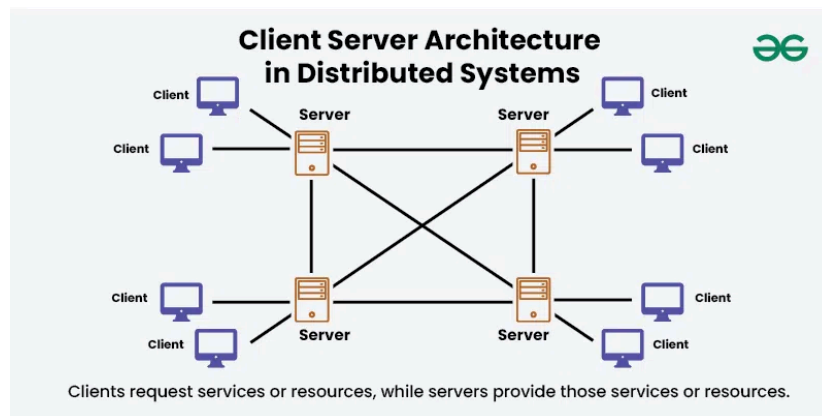 Client Server Architecture
in Distributed Systems
Client
Client
Server
Server
Client
Client
Client
Client
Server
Server
Client
Client
Clients request services or resources, while servers provide those services or resources.